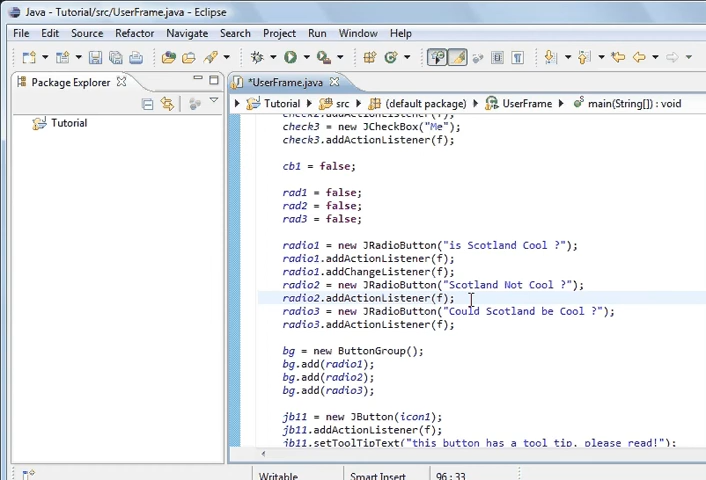 Java - Tutorial/src/UserFrame.java - Eclipse
File Edit Source Refactor Navigate Search Project Run Window Help
Package Explorer
*UserFrame.java
Tutorial src (default package) UserFrame main(String[]) : void
Tutorial
check2.addActionListener(f);
check3 = new JCheckBox("Me");
check3.addActionListener(f);
cb1 = false;
rad1 = false;
rad2 = false;
rad3 = false;
radio1 = new JRadioButton("is Scotland Cool ?");
radio1.addActionListener(f);
radio1.addChangeListener(f);
radio2 = new JRadioButton("Scotland Not Cool ?");
radio2.addActionListener(f);
radio3 = new JRadioButton("Could Scotland be Cool ?");
radio3.addActionListener(f);
bg = new ButtonGroup();
bg.add(radio1);
bg.add(radio2);
bg.add(radio3);
jb11 = new JButton(icon1);
jb11.addActionListener(f);
jb11.setToolTipText("this button has a tool tip, please read!");
Writable Smart Insert 96 : 33